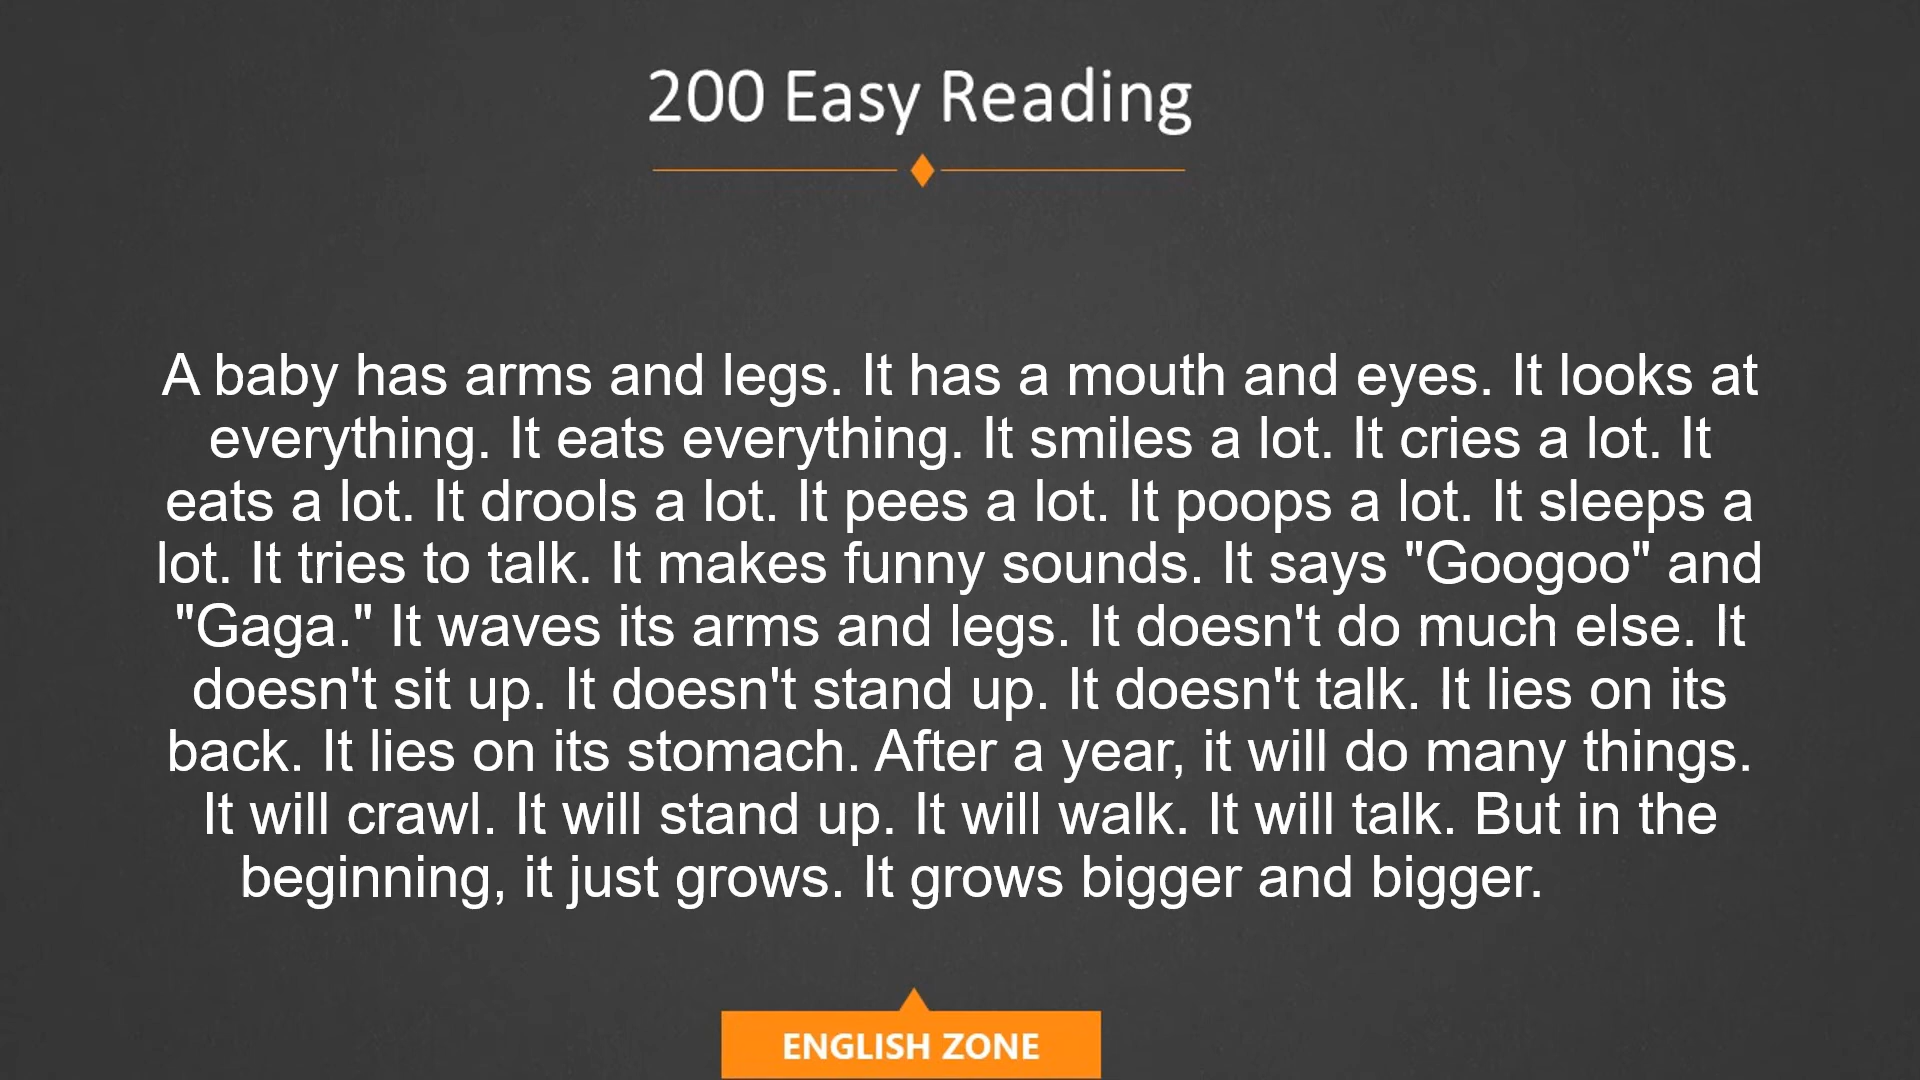 200 Easy Reading
A baby has arms and legs. It has a mouth and eyes. It looks at
everything. It eats everything. It smiles a lot. It cries a lot. It
eats a lot. It drools a lot. It pees a lot. It poops a lot. It sleeps a
lot. It tries to talk. It makes funny sounds. It says "Googoo" and
"Gaga." It waves its arms and legs. It doesn't do much else. It
doesn't sit up. It doesn't stand up. It doesn't talk. It lies on its
back. It lies on its stomach. After a year, it will do many things.
It will crawl. It will stand up. It will walk. It will talk. But in the
beginning, it just grows. It grows bigger and bigger.
ENGLISH ZONE